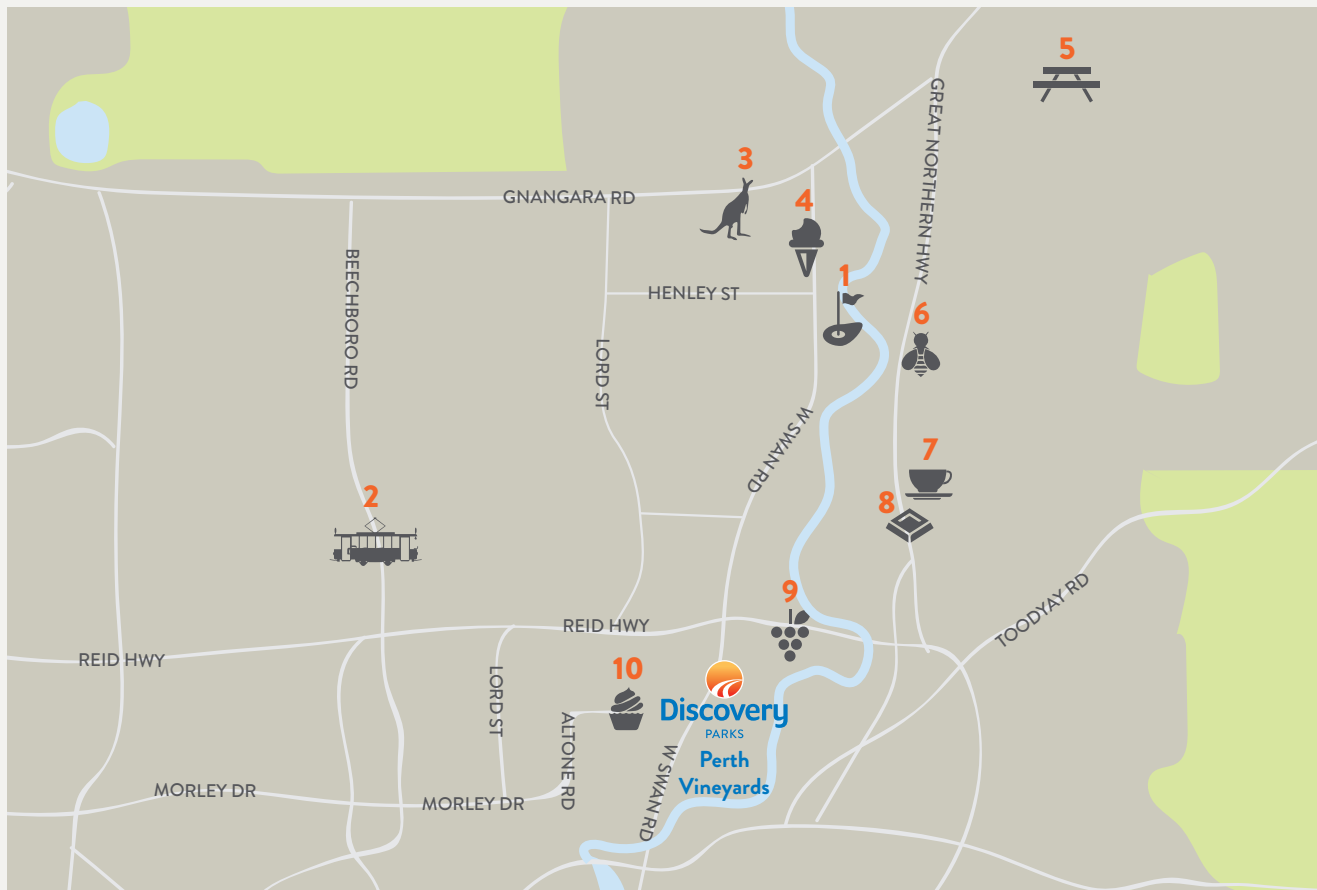 5
GREAT NORTHERN HWY
3
GNANGARA RD
4
BEECHBORO RD
1
HENLEY ST
6
LORD ST
W SWAN RD
7
2
8
9
TOODYAY RD
REID HWY
REID HWY
10
LORD ST
Discovery
PARKS
Perth
Vineyards
ALTONE RD
W SWAN RD
MORLEY DR
MORLEY DR